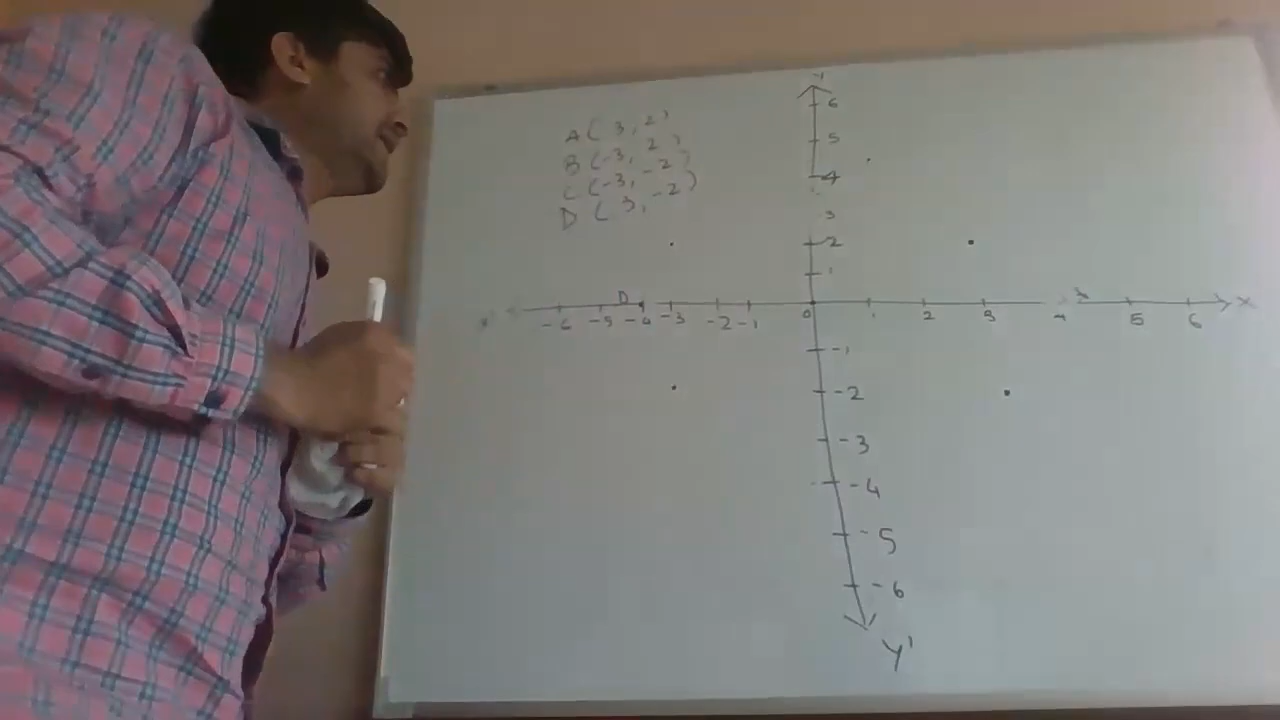 A (3, 2)
B (-3, 2)
C (-3, -2)
D (3, -2)
Y
6
5
4
3
2
1
D
X' -6 -5 -4 -3 -2 -1 0 1 2 3 4 5 6 X
-1
-2
-3
-4
-5
-6
Y'